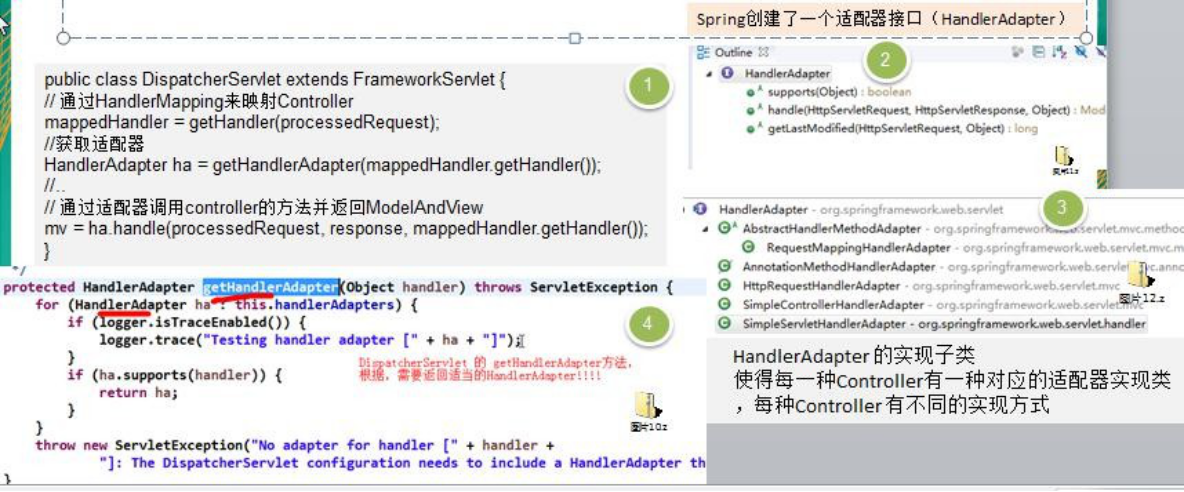 Spring创建了一个适配器接口（HandlerAdapter）
1
public class DispatcherServlet extends FrameworkServlet {
// 通过HandlerMapping来映射Controller
mappedHandler = getHandler(processedRequest);
//获取适配器
HandlerAdapter ha = getHandlerAdapter(mappedHandler.getHandler());
//..
// 通过适配器调用controller的方法并返回ModelAndView
mv = ha.handle(processedRequest, response, mappedHandler.getHandler());
}
2
Outline
HandlerAdapter
supports(Object) : boolean
handle(HttpServletRequest, HttpServletResponse, Object) : Mod
getLastModified(HttpServletRequest, Object) : long
3
HandlerAdapter - org.springframework.web.servlet
AbstractHandlerMethodAdapter - org.springframework.web.servlet.mvc.method
RequestMappingHandlerAdapter - org.springframework.web.servlet.mvc.m
AnnotationMethodHandlerAdapter - org.springframework.web.servlet.mvc.anno
HttpRequestHandlerAdapter - org.springframework.web.servlet.mvc
SimpleControllerHandlerAdapter - org.springframework.web.servlet.mvc
SimpleServletHandlerAdapter - org.springframework.web.servlet.handler
图片12.z
HandlerAdapter 的实现子类
使得每一种Controller有一种对应的适配器实现类
，每种Controller 有不同的实现方式
4
*/
protected HandlerAdapter getHandlerAdapter(Object handler) throws ServletException {
for (HandlerAdapter ha : this.handlerAdapters) {
if (logger.isTraceEnabled()) {
logger.trace("Testing handler adapter [" + ha + "]");
}
if (ha.supports(handler)) {
return ha;
}
}
throw new ServletException("No adapter for handler [" + handler +
"]: The DispatcherServlet configuration needs to include a HandlerAdapter th
}
DispatcherServlet 的 getHandlerAdapter方法，
根据，需要返回适当的HandlerAdapter!!!!
图片10.z